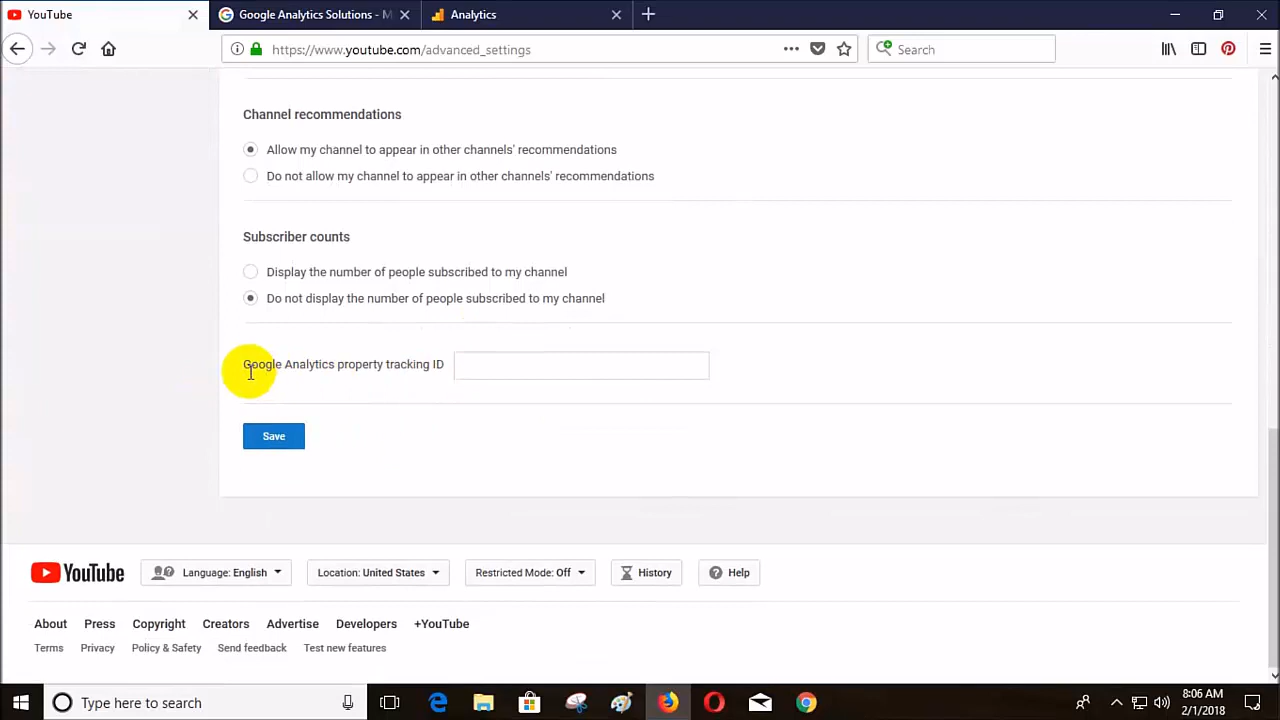 YouTube
Google Analytics Solutions - M
Analytics
https://www.youtube.com/advanced_settings
Search
Channel recommendations
Allow my channel to appear in other channels' recommendations
Do not allow my channel to appear in other channels' recommendations
Subscriber counts
Display the number of people subscribed to my channel
Do not display the number of people subscribed to my channel
Google Analytics property tracking ID
Save
YouTube
Language: English
Location: United States
Restricted Mode: Off
History
Help
About Press Copyright Creators Advertise Developers +YouTube
Terms Privacy Policy & Safety Send feedback Test new features
Type here to search
8:06 AM
2/1/2018